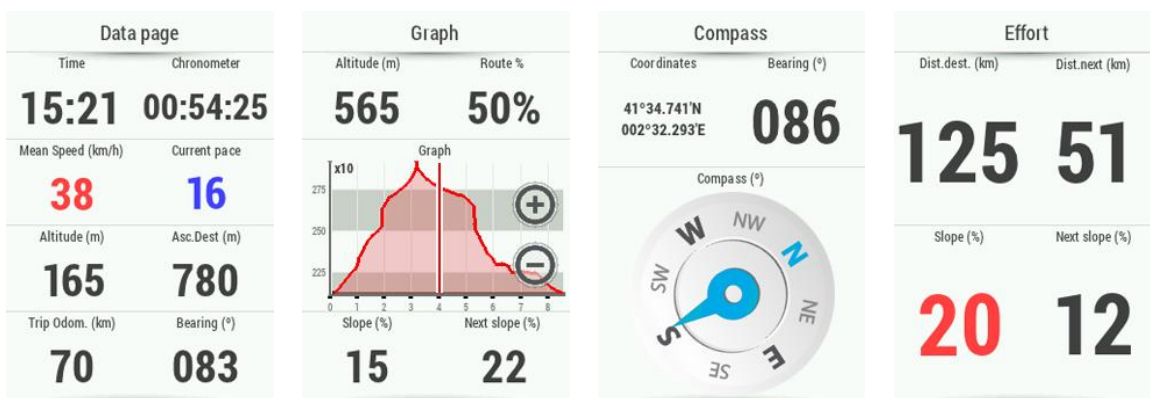 Data page
Time Chronometer
15:21 00:54:25
Mean Speed (km/h) Current pace
38 16
Altitude (m) Asc.Dest (m)
165 780
Trip Odom. (km) Bearing (º)
70 083
Graph
Altitude (m) Route %
565 50%
Graph
x10
275
250
225
0 1 2 3 4 5 6 7 8
Slope (%) Next slope (%)
15 22
Compass
Coordinates Bearing (º)
41°34.741'N
002°32.293'E
086
Compass (º)
N
NE
E
SE
S
SW
W
NW
Effort
Dist.dest. (km) Dist.next (km)
125 51
Slope (%) Next slope (%)
20 12